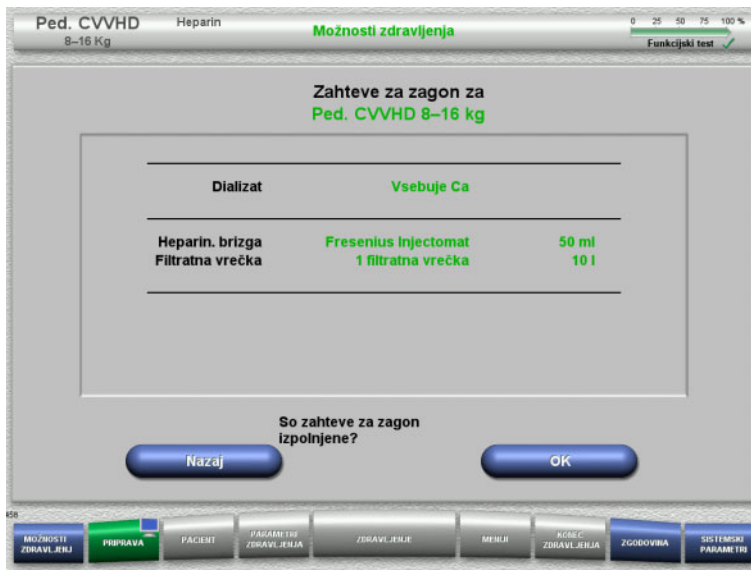 Ped. CVVHD Heparin
8–16 Kg
Možnosti zdravljenja
0 25 50 75 100 %
Funkcijski test
Zahteve za zagon za
Ped. CVVHD 8–16 kg
Dializat Vsebuje Ca
Heparin. brizga Fresenius Injectomat 50 ml
Filtratna vrečka 1 filtratna vrečka 10 l
So zahteve za zagon
izpolnjene?
Nazaj OK
MOŽNOSTI
ZDRAVLJENJ
PRIPRAVA
PACIENT
PARAMETRI
ZDRAVLJENJA
ZDRAVLJENJE
MENIJI
KONEC
ZDRAVLJENJA
ZGODOVINA
SISTEMSKI
PARAMETRI